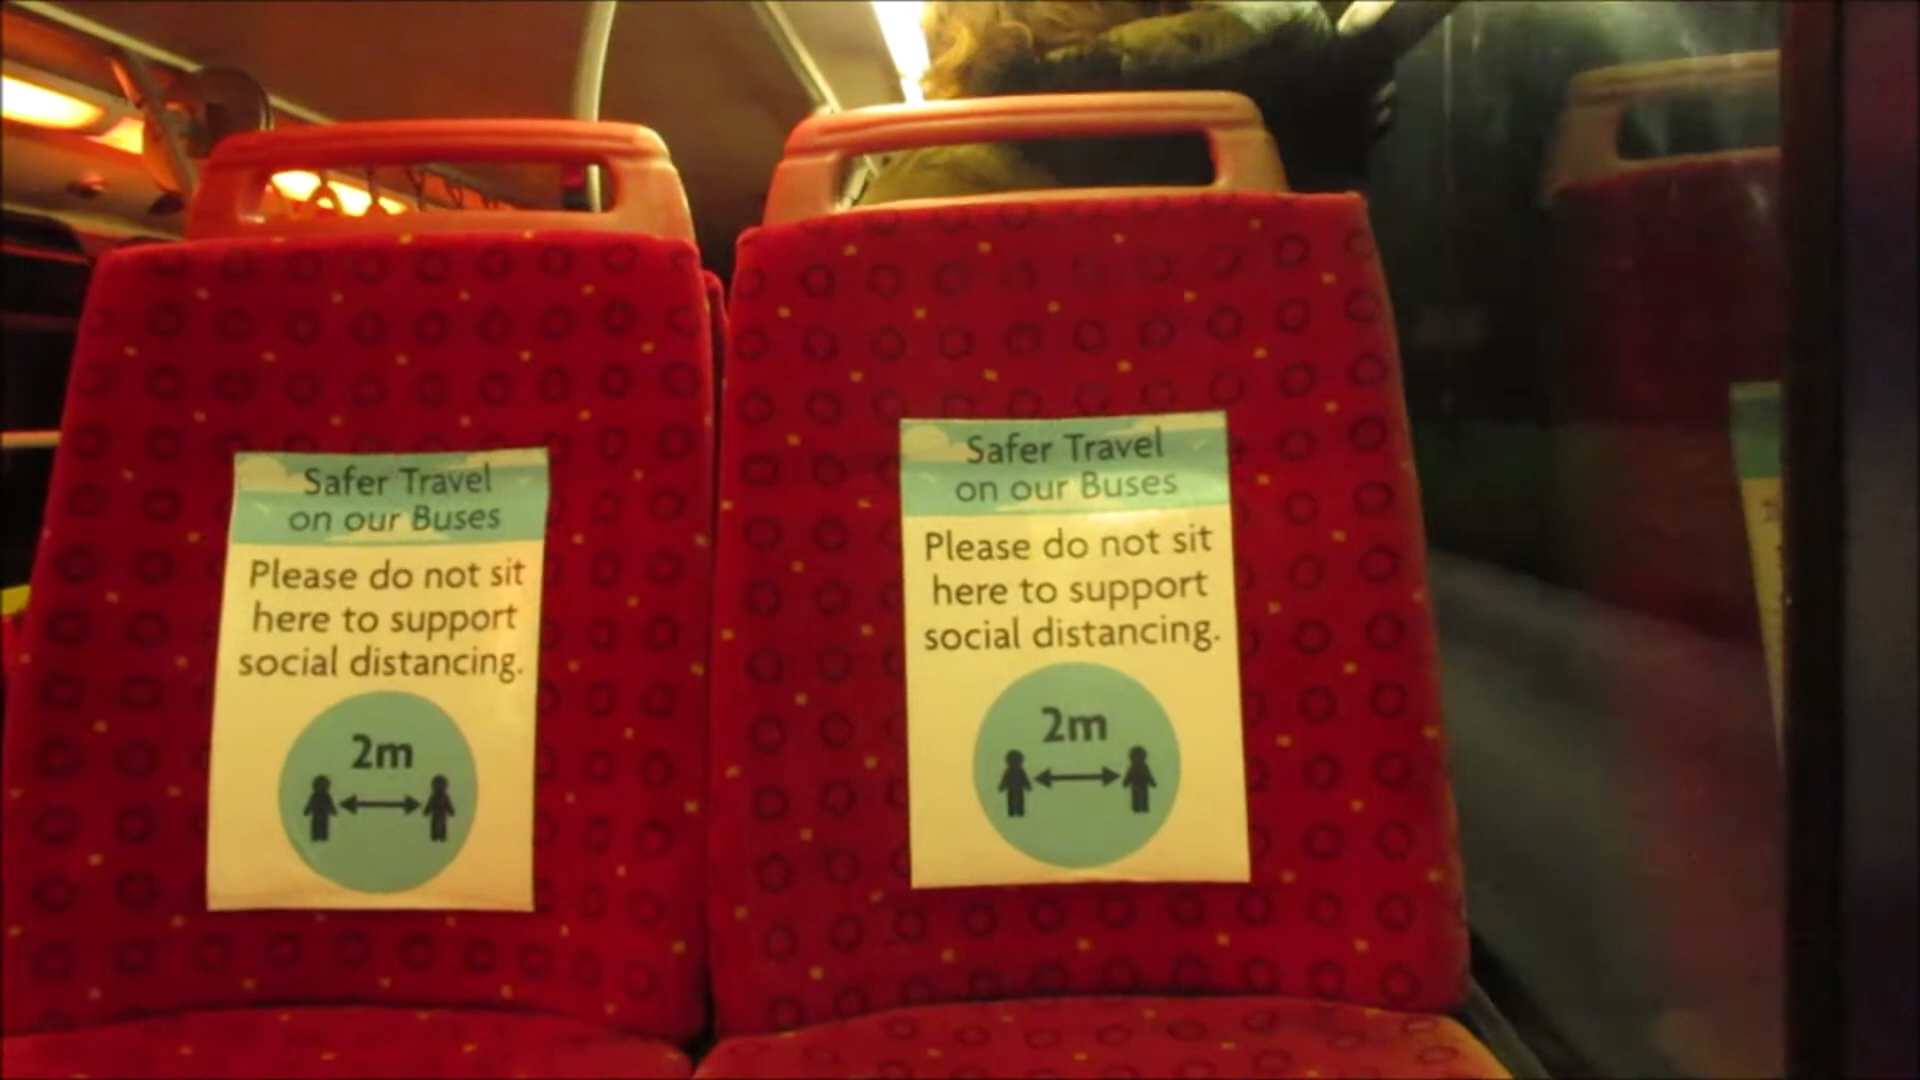 Safer Travel
on our Buses
Please do not sit
here to support
social distancing.
2m
Safer Travel
on our Buses
Please do not sit
here to support
social distancing.
2m